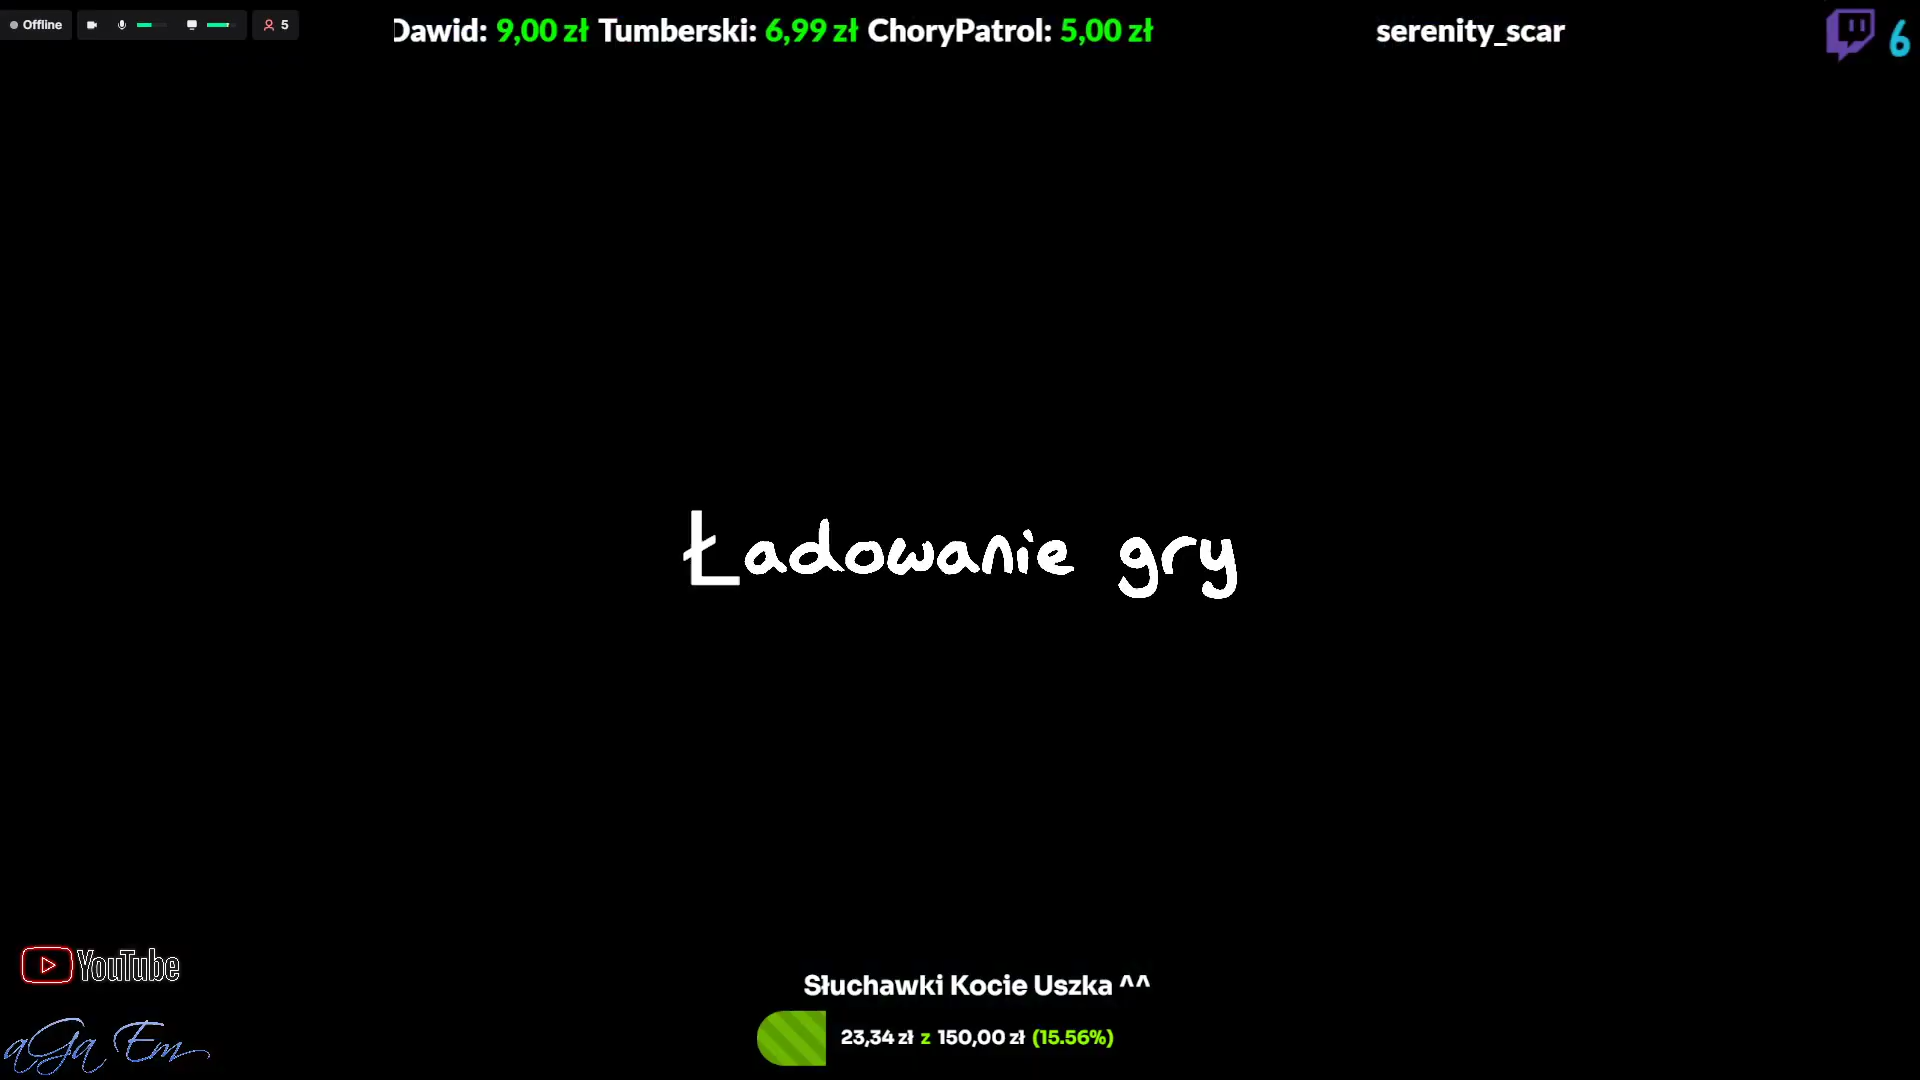 Offline
5
Dawid: 9,00 zł Tumberski: 6,99 zł ChoryPatrol: 5,00 zł
serenity_scar
6
Ładowanie gry
YouTube
aGa Em
Słuchawki Kocie Uszka ^^
23,34 zł z 150,00 zł (15.56%)